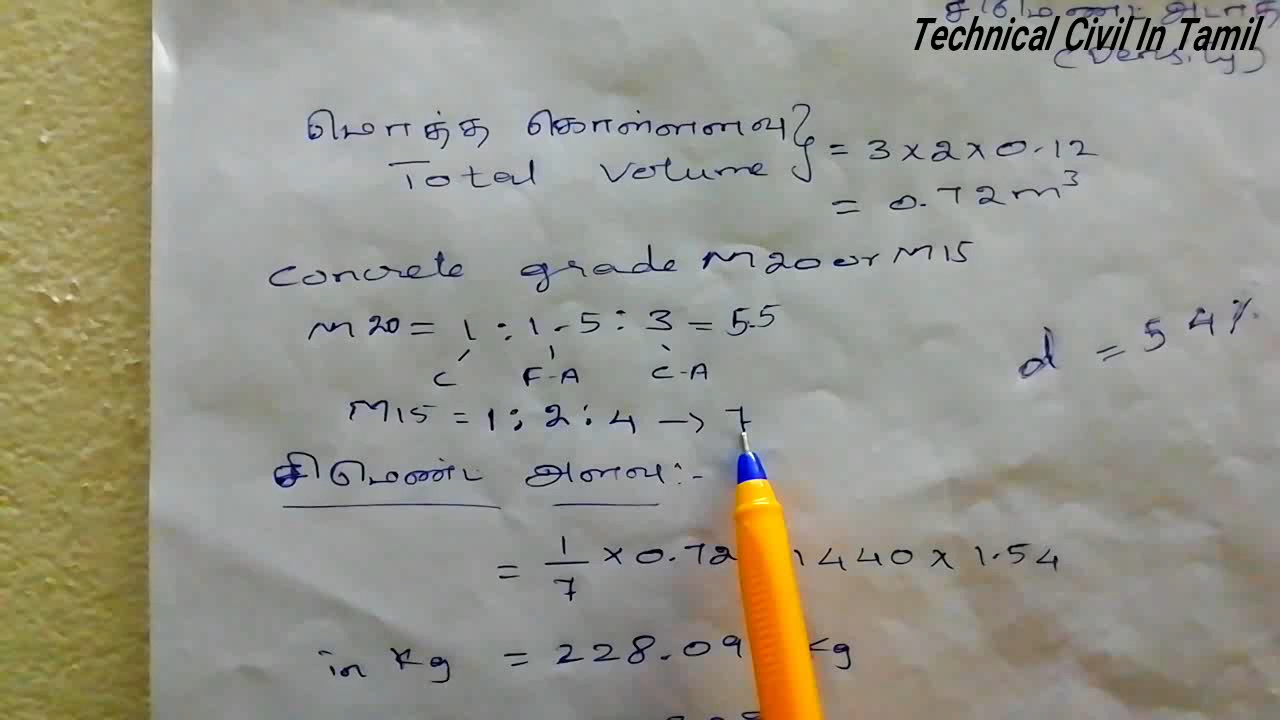 Technical Civil In Tamil
மொத்த கொள்ளளவு } = 3 x 2 x 0.12
Total Volume
= 0.72 m³
Concrete grade M20 or M15
M20 = 1 : 1.5 : 3 = 5.5
C F-A C-A
d = 54%
M15 = 1 : 2 : 4 → 7
சிமெண்ட் அளவு :-
= 1/7 x 0.72 1440 x 1.54
in kg = 228.09 kg